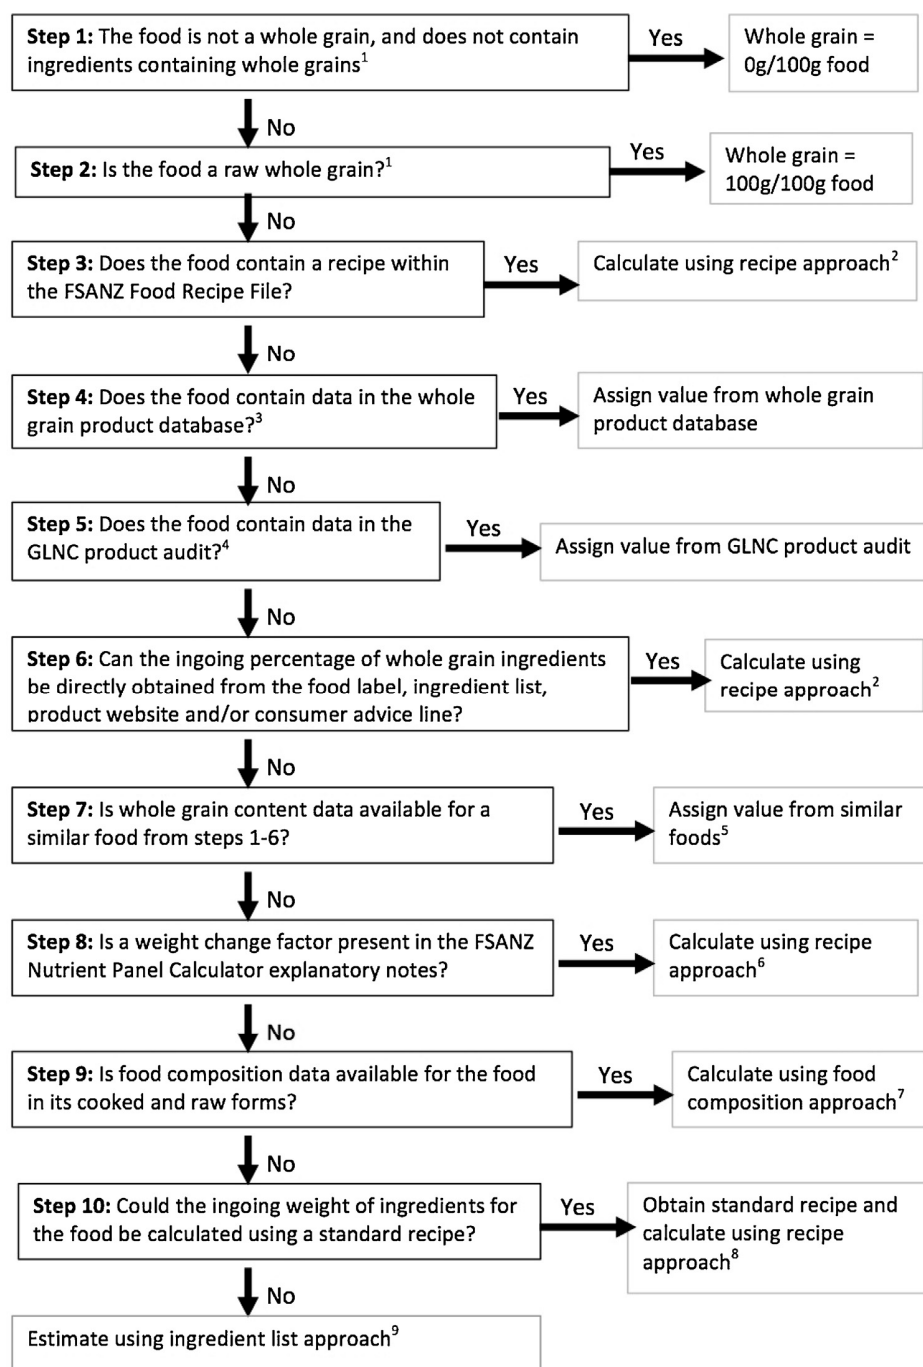 Step 1: The food is not a whole grain, and does not contain
ingredients containing whole grains¹
Yes
Whole grain =
0g/100g food
No
Step 2: Is the food a raw whole grain?¹
Yes
Whole grain =
100g/100g food
No
Step 3: Does the food contain a recipe within
the FSANZ Food Recipe File?
Yes
Calculate using recipe approach²
No
Step 4: Does the food contain data in the whole
grain product database?³
Yes
Assign value from whole grain
product database
No
Step 5: Does the food contain data in the
GLNC product audit?⁴
Yes
Assign value from GLNC product audit
No
Step 6: Can the ingoing percentage of whole grain ingredients
be directly obtained from the food label, ingredient list,
product website and/or consumer advice line?
Yes
Calculate using
recipe approach²
No
Step 7: Is whole grain content data available for a
similar food from steps 1-6?
Yes
Assign value from similar
foods⁵
No
Step 8: Is a weight change factor present in the FSANZ
Nutrient Panel Calculator explanatory notes?
Yes
Calculate using recipe
approach⁶
No
Step 9: Is food composition data available for the food
in its cooked and raw forms?
Yes
Calculate using food
composition approach⁷
No
Step 10: Could the ingoing weight of ingredients for
the food be calculated using a standard recipe?
Yes
Obtain standard recipe and
calculate using recipe
approach⁸
No
Estimate using ingredient list approach⁹